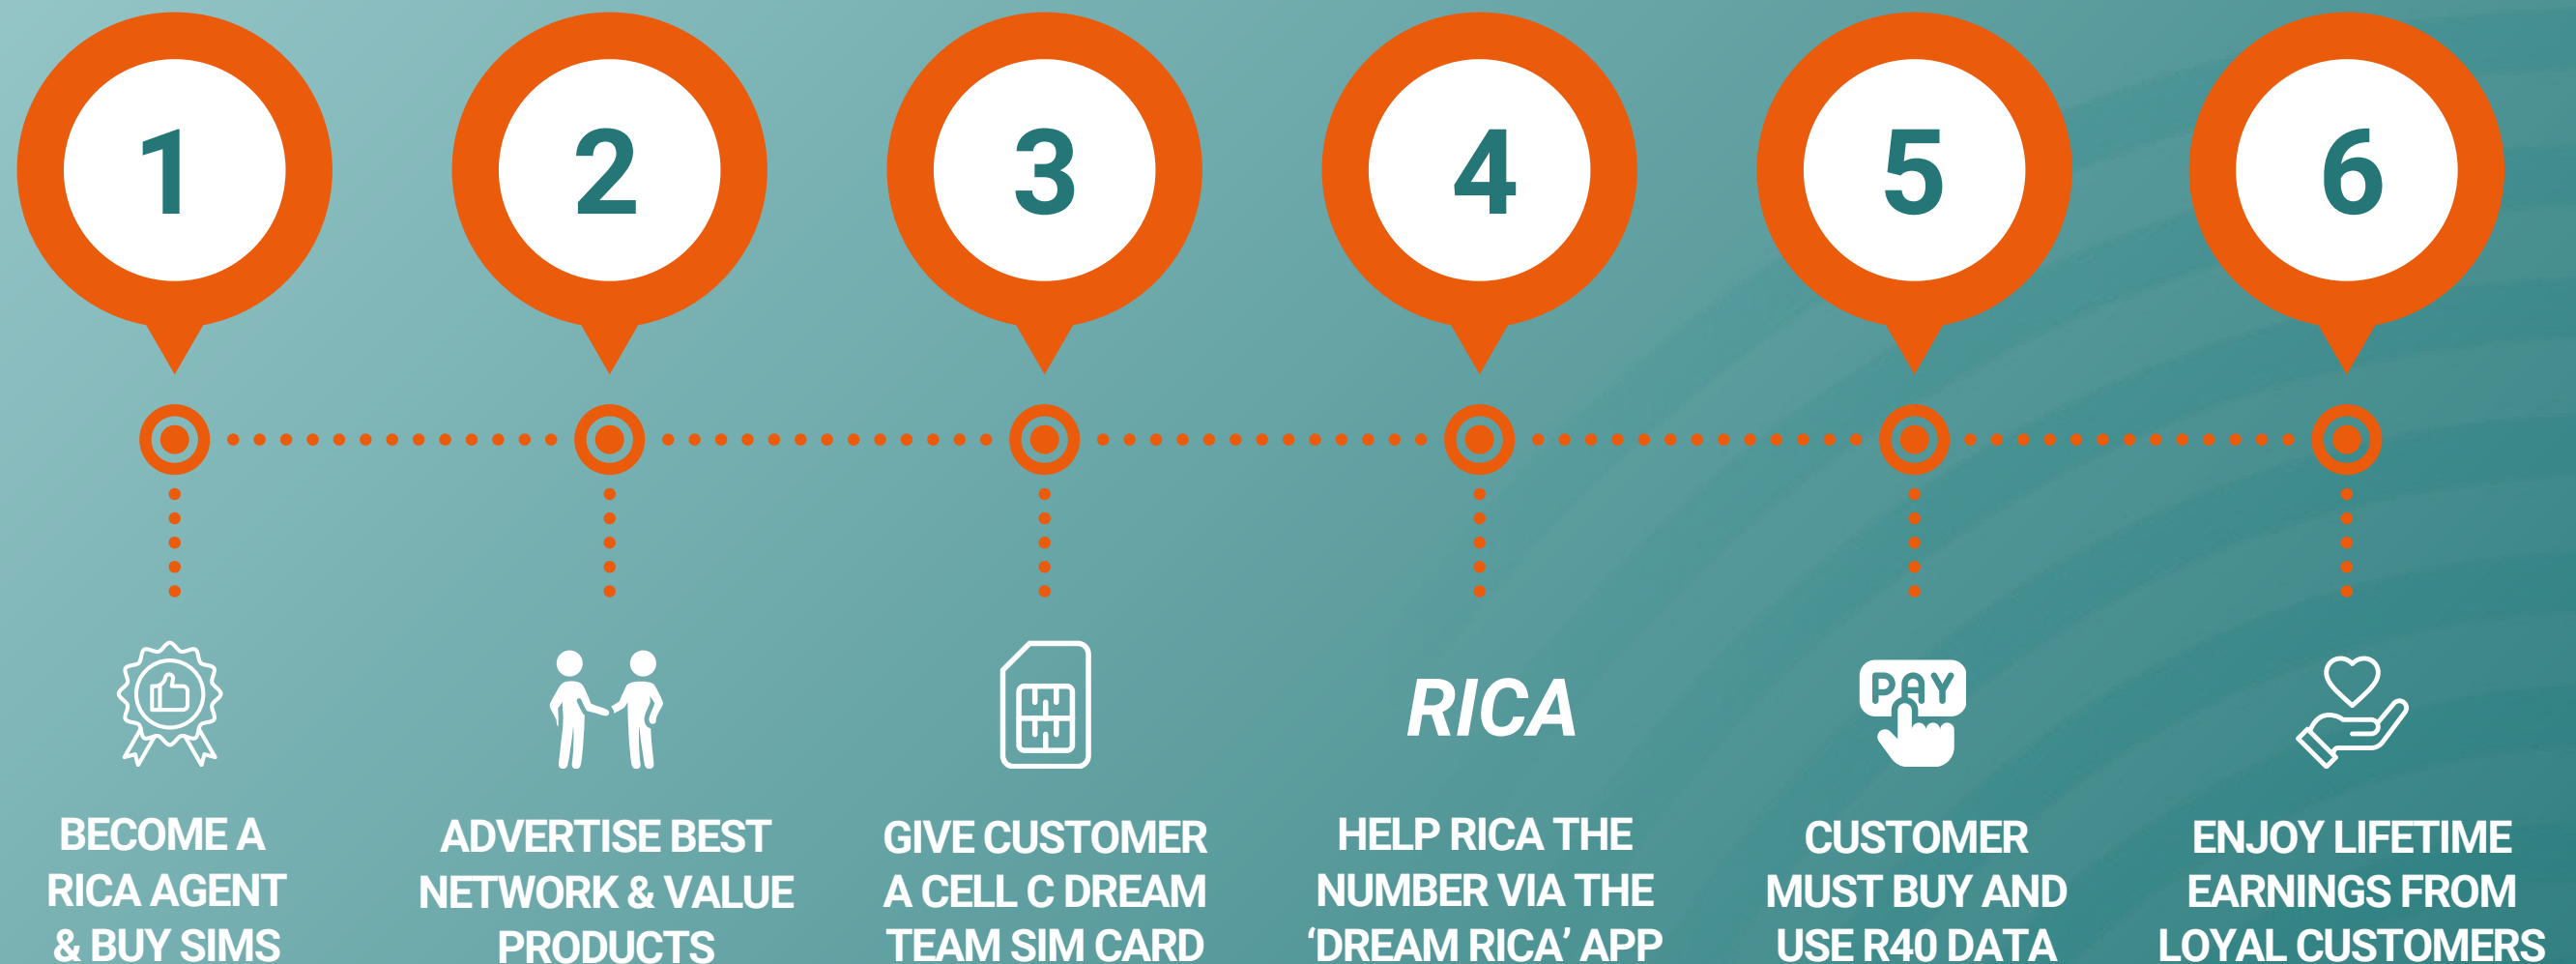 1
2
3
4
5
6
RICA
PAY
BECOME A
RICA AGENT
& BUY SIMS
ADVERTISE BEST
NETWORK & VALUE
PRODUCTS
GIVE CUSTOMER
A CELL C DREAM
TEAM SIM CARD
HELP RICA THE
NUMBER VIA THE
‘DREAM RICA’ APP
CUSTOMER
MUST BUY AND
USE R40 DATA
ENJOY LIFETIME
EARNINGS FROM
LOYAL CUSTOMERS